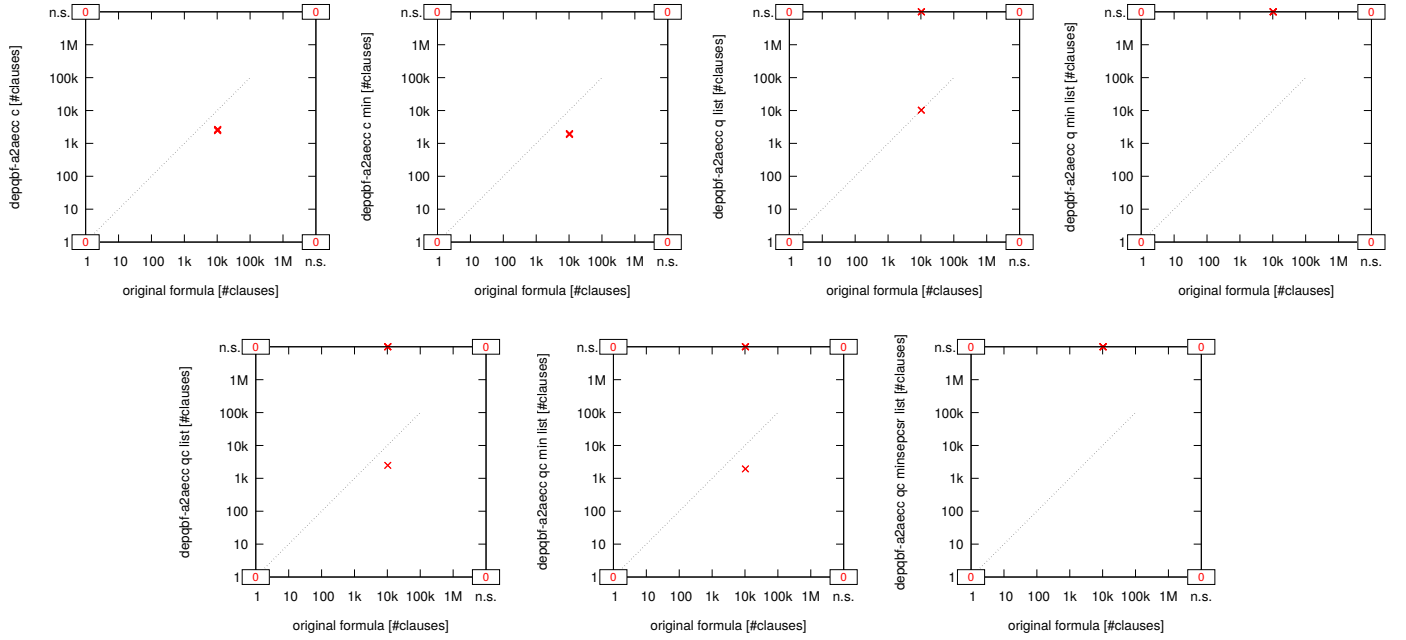 n.s. 0 0
1M
100k
10k
1k
100
10
1 0 0
1 10 100 1k 10k 100k 1M n.s.
original formula [#clauses]
depqbf-a2aecc c [#clauses]
n.s. 0 0
1M
100k
10k
1k
100
10
1 0 0
1 10 100 1k 10k 100k 1M n.s.
original formula [#clauses]
depqbf-a2aecc c min [#clauses]
n.s. 0 0
1M
100k
10k
1k
100
10
1 0 0
1 10 100 1k 10k 100k 1M n.s.
original formula [#clauses]
depqbf-a2aecc q list [#clauses]
n.s. 0 0
1M
100k
10k
1k
100
10
1 0 0
1 10 100 1k 10k 100k 1M n.s.
original formula [#clauses]
depqbf-a2aecc q min list [#clauses]
n.s. 0 0
1M
100k
10k
1k
100
10
1 0 0
1 10 100 1k 10k 100k 1M n.s.
original formula [#clauses]
depqbf-a2aecc qc list [#clauses]
n.s. 0 0
1M
100k
10k
1k
100
10
1 0 0
1 10 100 1k 10k 100k 1M n.s.
original formula [#clauses]
depqbf-a2aecc qc min list [#clauses]
n.s. 0 0
1M
100k
10k
1k
100
10
1 0 0
1 10 100 1k 10k 100k 1M n.s.
original formula [#clauses]
depqbf-a2aecc qc minsepcsr list [#clauses]